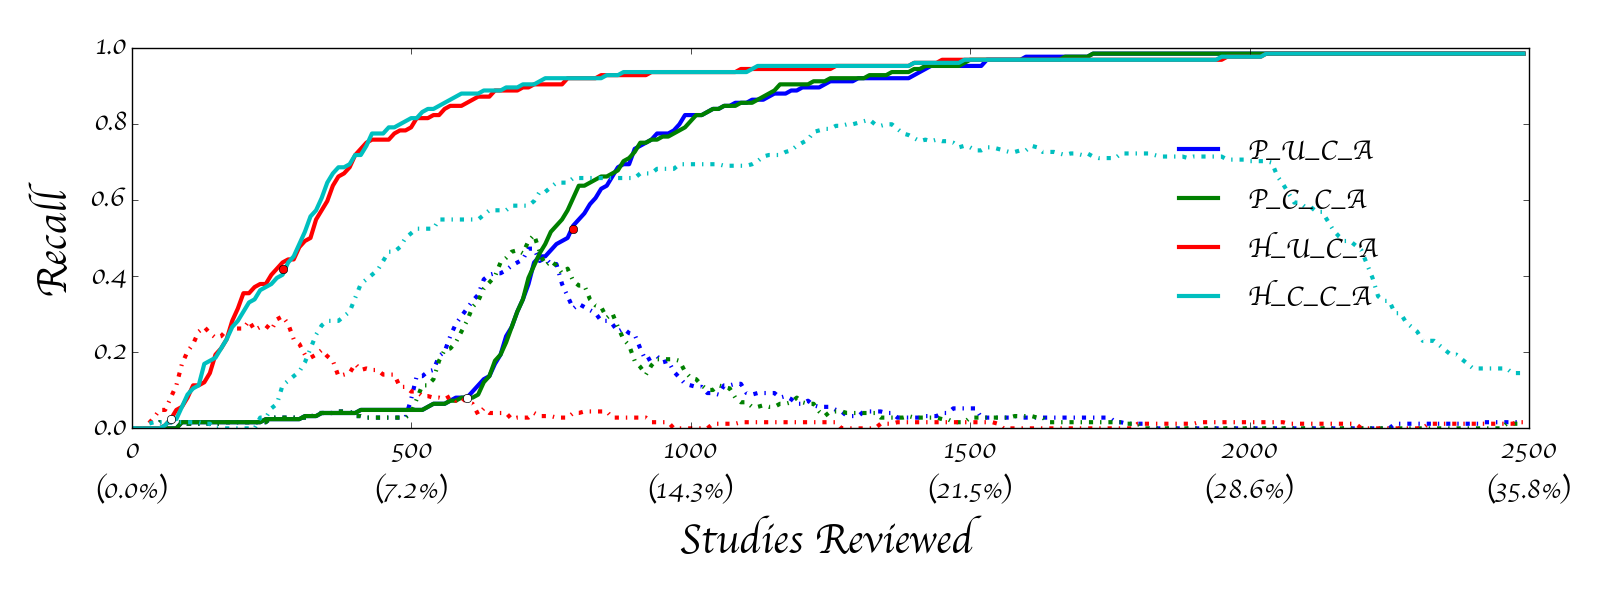 1.0
0.8
0.6
0.4
0.2
0.0
Recall
P_U_C_A
P_C_C_A
H_U_C_A
H_C_C_A
0 500 1000 1500 2000 2500
(0.0%) (7.2%) (14.3%) (21.5%) (28.6%) (35.8%)
Studies Reviewed